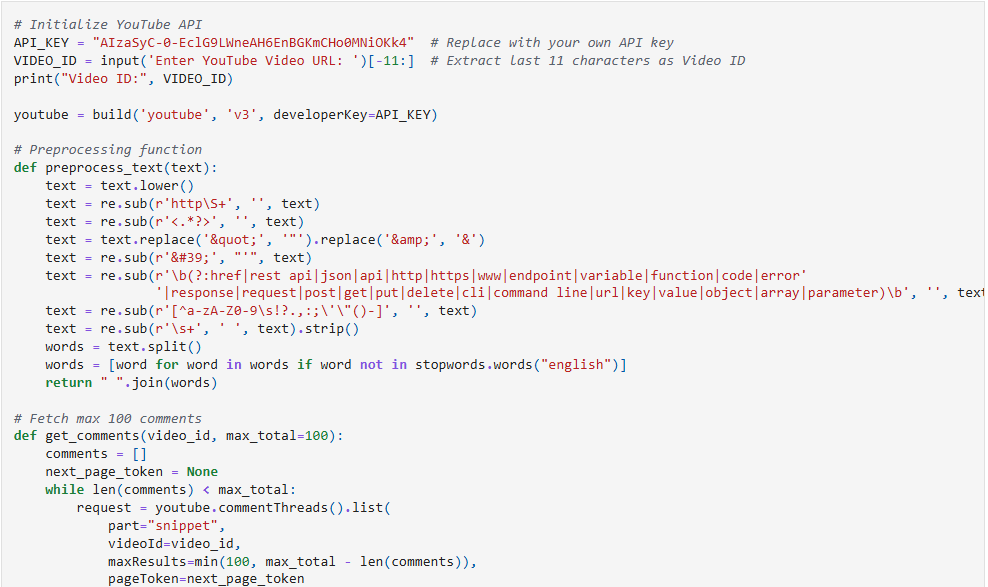 # Initialize YouTube API
API_KEY = "AIzaSyC-0-EclG9LWneAH6EnBGKmCHo0MNiOKk4"  # Replace with your own API key
VIDEO_ID = input('Enter YouTube Video URL: ')[-11:]  # Extract last 11 characters as Video ID
print("Video ID:", VIDEO_ID)

youtube = build('youtube', 'v3', developerKey=API_KEY)

# Preprocessing function
def preprocess_text(text):
    text = text.lower()
    text = re.sub(r'http\S+', '', text)
    text = re.sub(r'<.*?>', '', text)
    text = text.replace('&quot;', '"').replace('&amp;', '&')
    text = re.sub(r'&#39;', "'", text)
    text = re.sub(r'\b(?:href|rest api|json|api|http|https|www|endpoint|variable|function|code|error'
                  '|response|request|post|get|put|delete|cli|command line|url|key|value|object|array|parameter)\b', '', text
    text = re.sub(r'[^a-zA-Z0-9\s!?.,:;\'\"()-]', '', text)
    text = re.sub(r'\s+', ' ', text).strip()
    words = text.split()
    words = [word for word in words if word not in stopwords.words("english")]
    return " ".join(words)

# Fetch max 100 comments
def get_comments(video_id, max_total=100):
    comments = []
    next_page_token = None
    while len(comments) < max_total:
        request = youtube.commentThreads().list(
            part="snippet",
            videoId=video_id,
            maxResults=min(100, max_total - len(comments)),
            pageToken=next_page_token